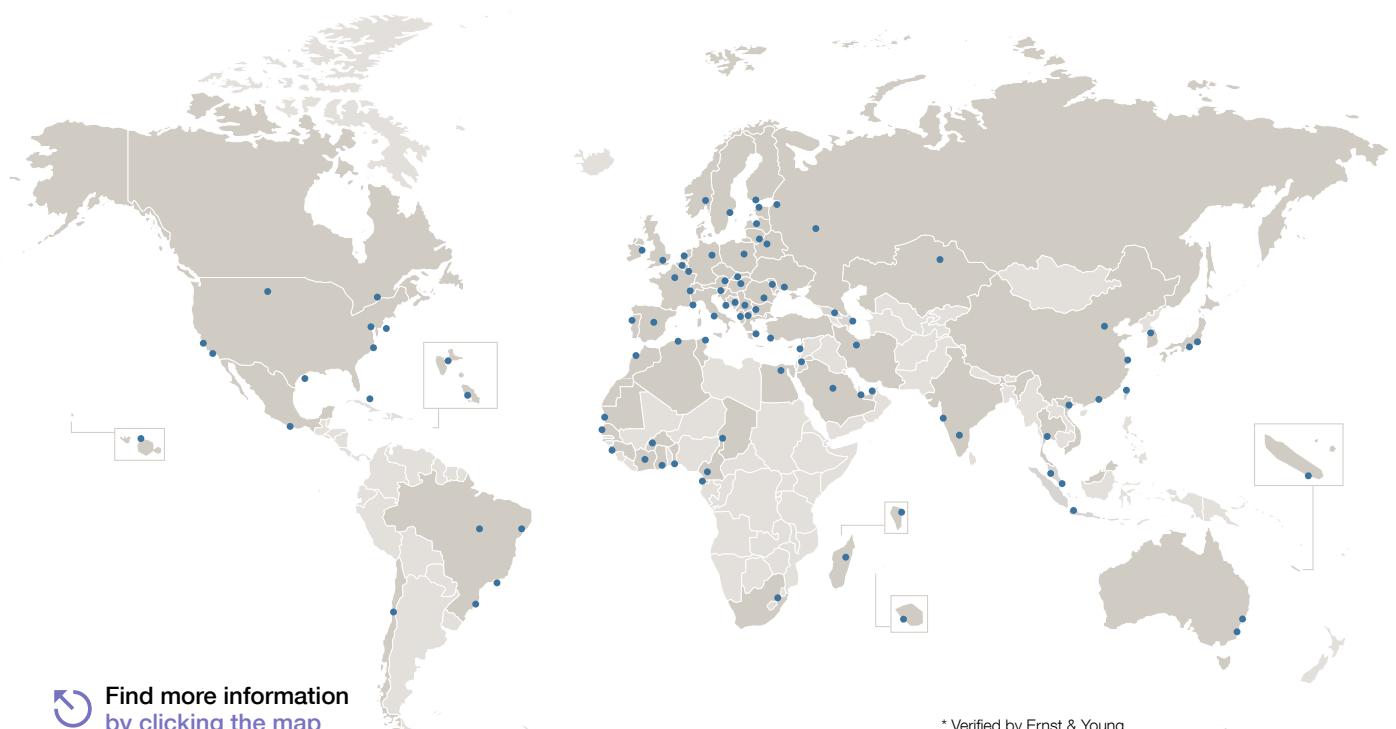 Find more information
by clicking the map
* Verified by Ernst & Young